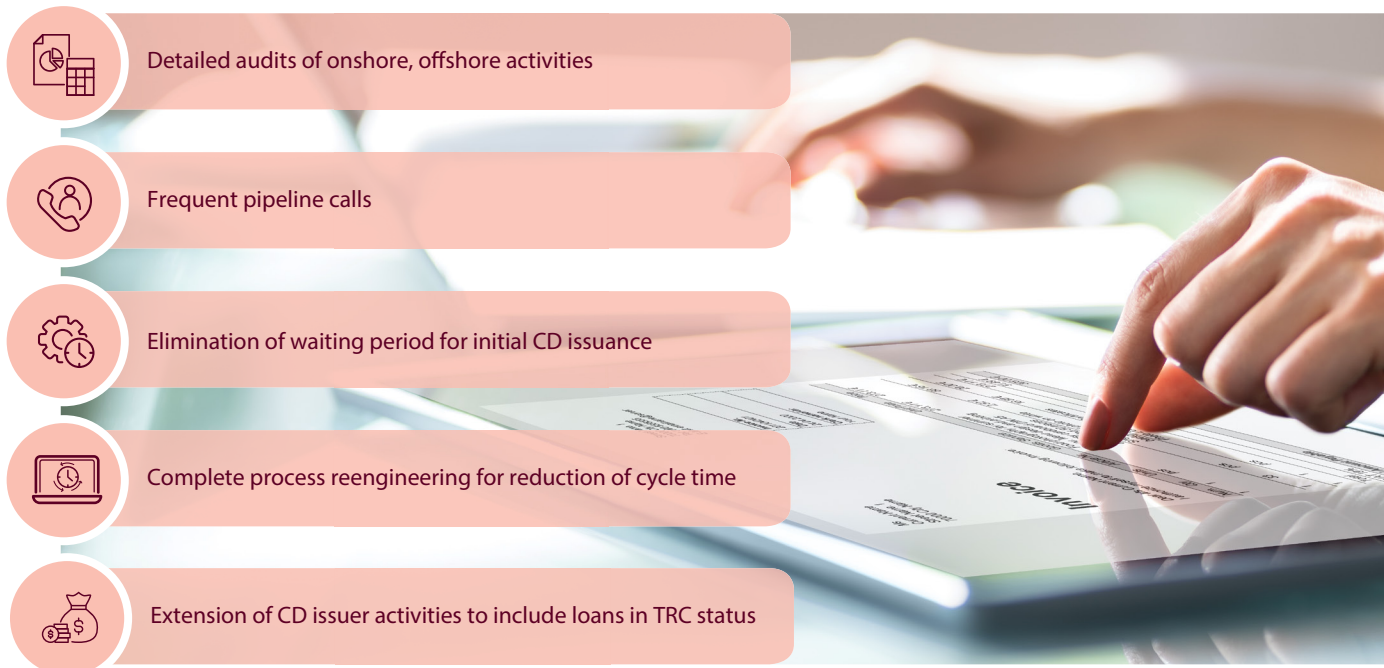 Detailed audits of onshore, offshore activities
Frequent pipeline calls
Elimination of waiting period for initial CD issuance
Complete process reengineering for reduction of cycle time
Extension of CD issuer activities to include loans in TRC status
Invoice